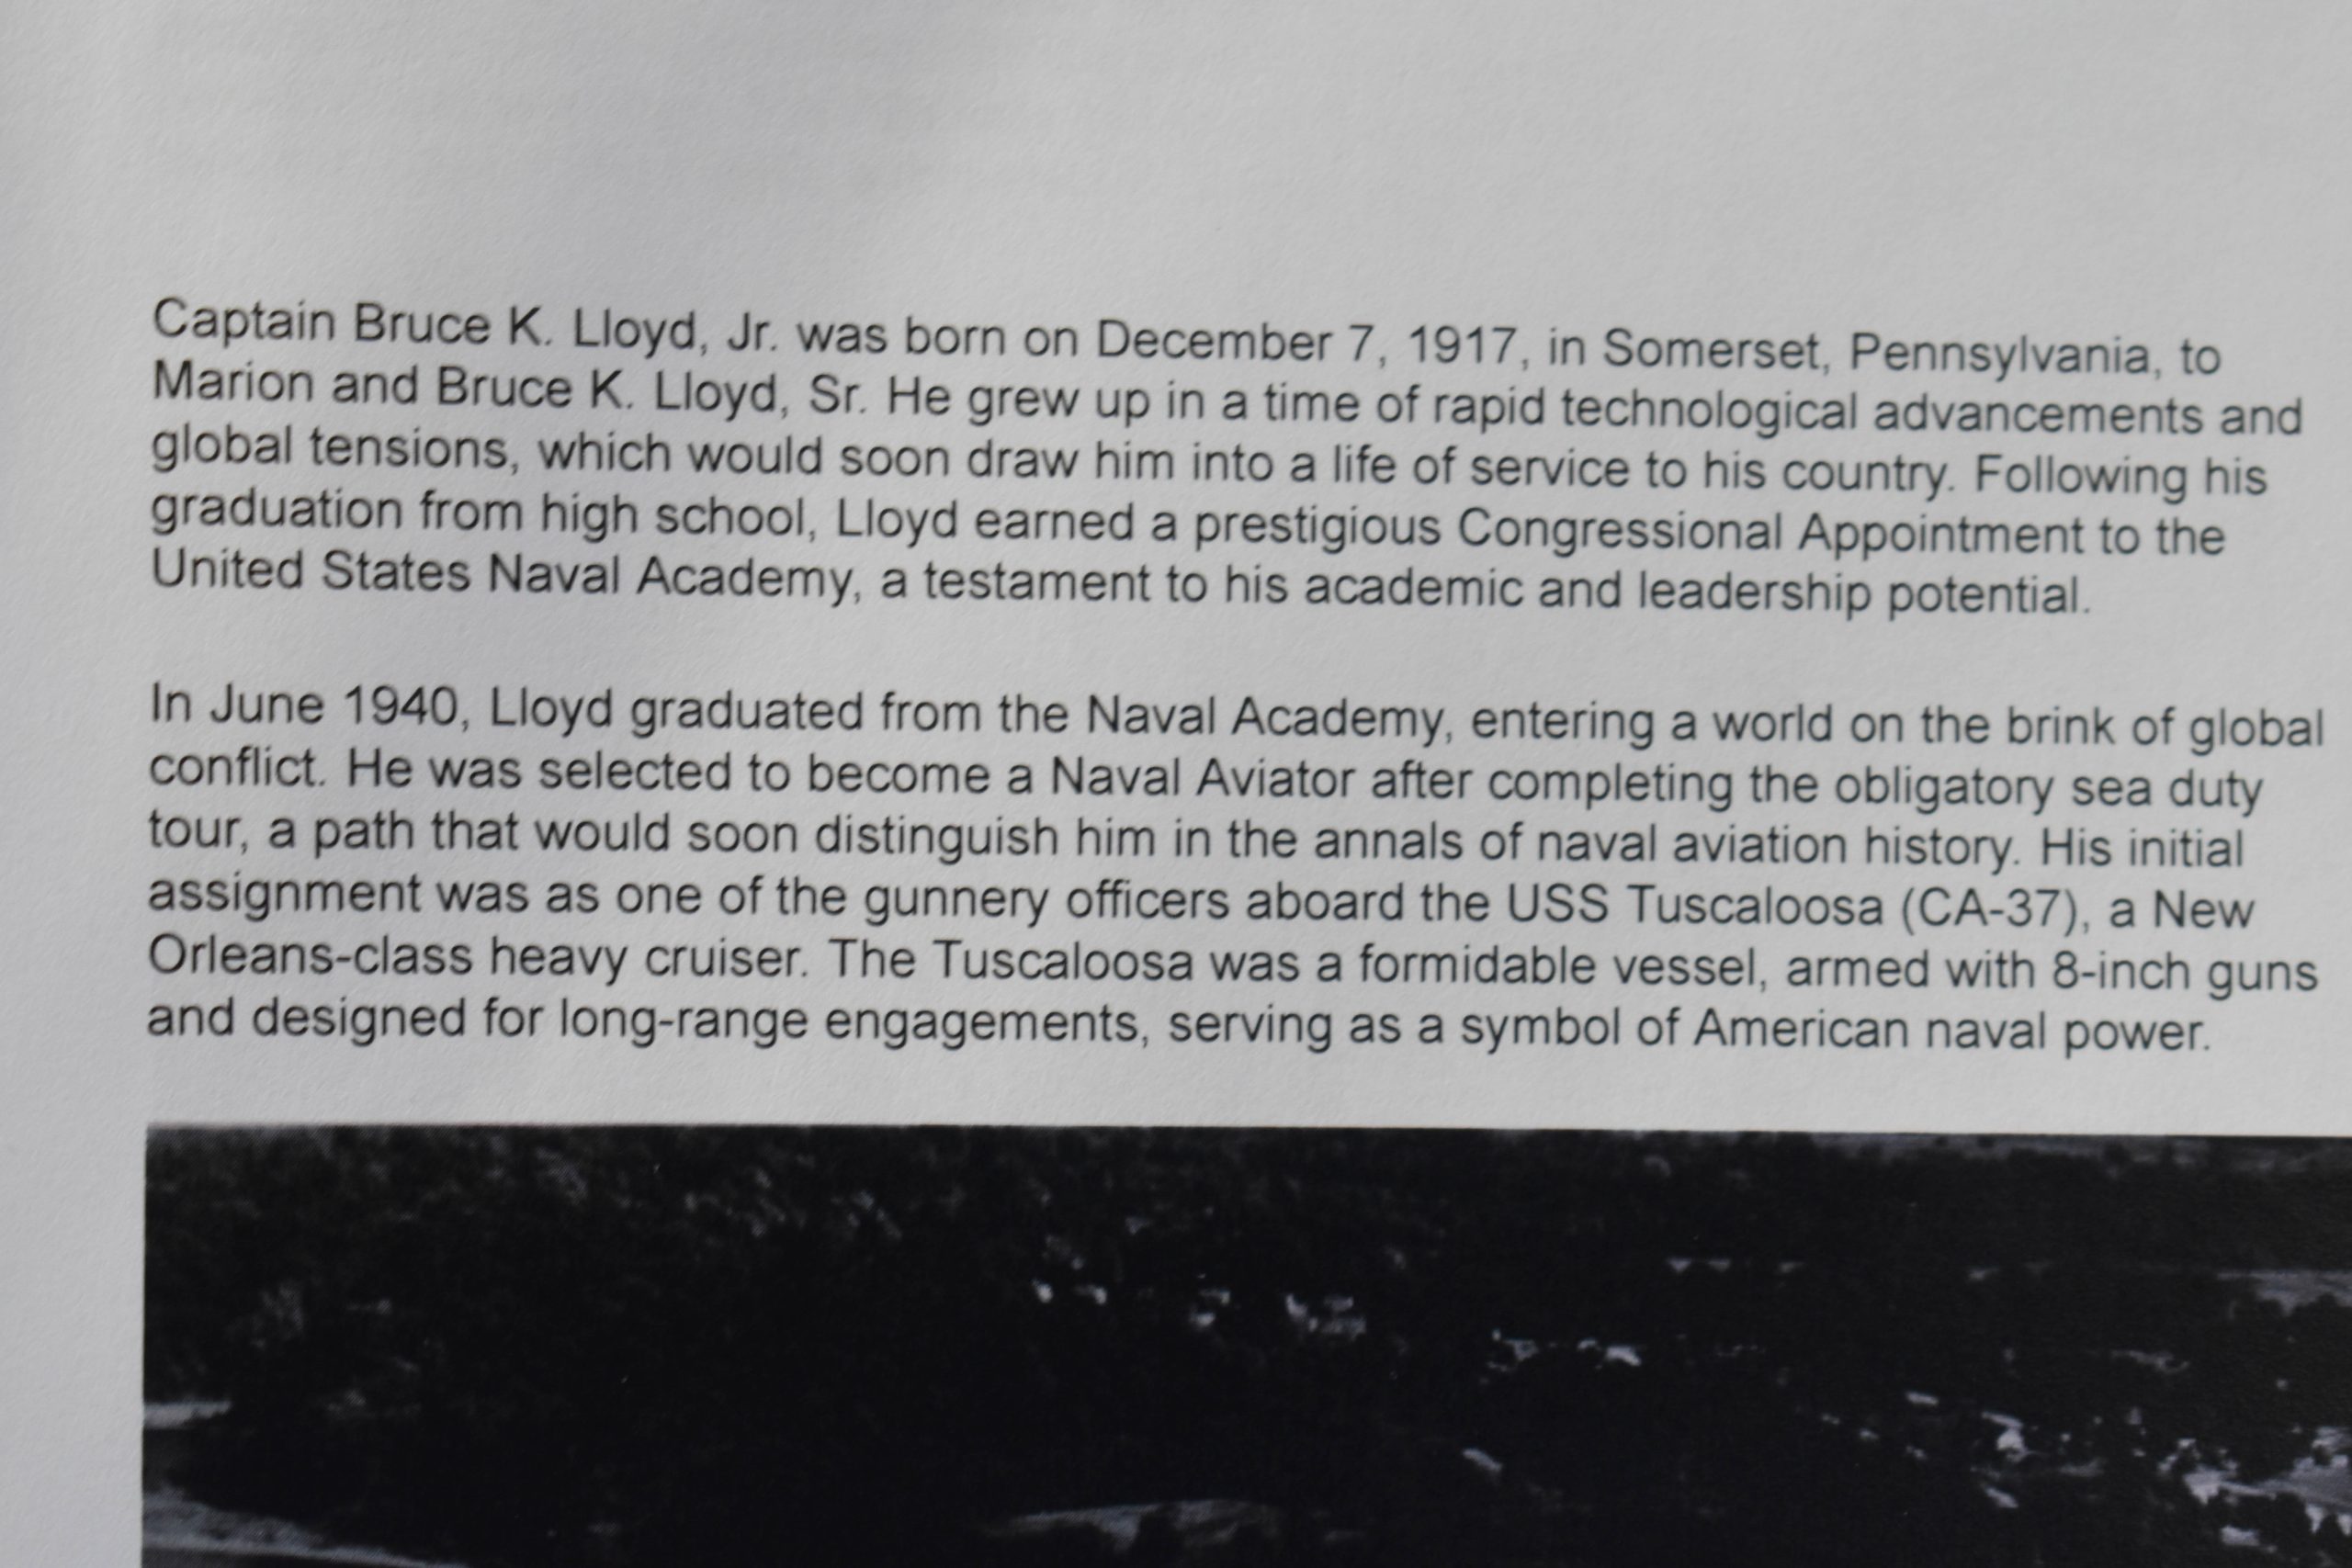 Captain Bruce K. Lloyd, Jr. was born on December 7, 1917, in Somerset, Pennsylvania, to
Marion and Bruce K. Lloyd, Sr. He grew up in a time of rapid technological advancements and
global tensions, which would soon draw him into a life of service to his country. Following his
graduation from high school, Lloyd earned a prestigious Congressional Appointment to the
United States Naval Academy, a testament to his academic and leadership potential.
In June 1940, Lloyd graduated from the Naval Academy, entering a world on the brink of global
conflict. He was selected to become a Naval Aviator after completing the obligatory sea duty
tour, a path that would soon distinguish him in the annals of naval aviation history. His initial
assignment was as one of the gunnery officers aboard the USS Tuscaloosa (CA-37), a New
Orleans-class heavy cruiser. The Tuscaloosa was a formidable vessel, armed with 8-inch guns
and designed for long-range engagements, serving as a symbol of American naval power.